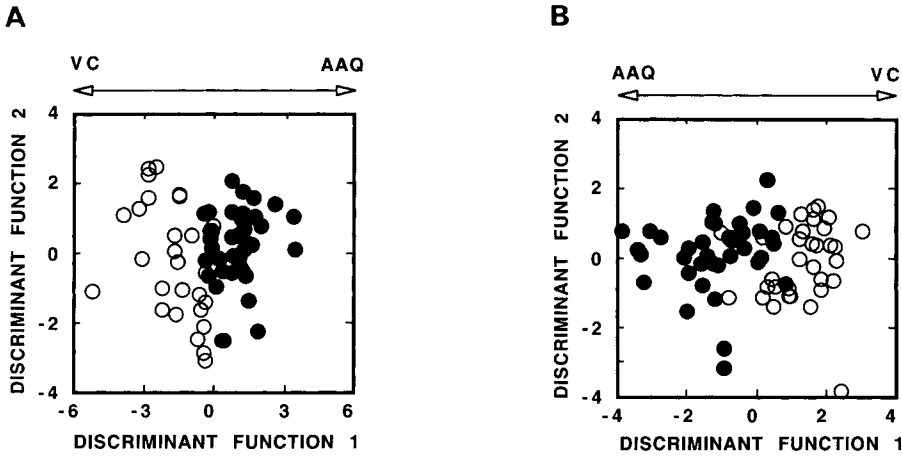 A
VC AAQ
DISCRIMINANT FUNCTION 2
4
2
0
-2
-4
-6 -3 0 3 6
DISCRIMINANT FUNCTION 1
B
AAQ VC
DISCRIMINANT FUNCTION 2
4
2
0
-2
-4
-4 -2 0 2 4
DISCRIMINANT FUNCTION 1